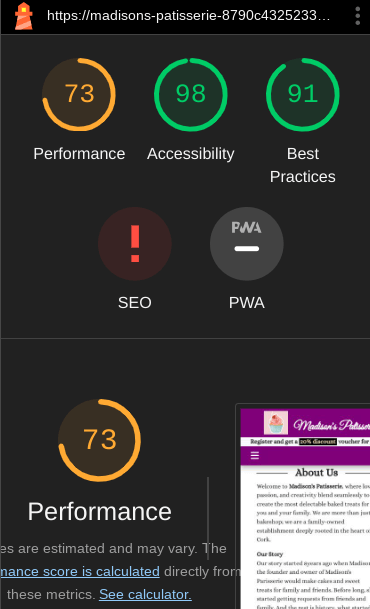 https://madisons-patisserie-8790c4325233…
73
98
91
Performance
Accessibility
Best
Practices
!
PWA
SEO
PWA
73
Performance
es are estimated and may vary. The
mance score is calculated directly from
these metrics. See calculator.
Madison's Patisse
Register and get a 20% discount voucher for
About Us
Welcome to Madison's Patisserie, where lov
passion, and creativity blend seamlessly to
create the most delectable baked treats for
you and your family. We are more than just
bakeshop; we are a family-owned
establishment deeply rooted in the heart o
Cork.
Our Story
Our story started 6years ago when Madison
the founder and owner of Madison's
Patisserie would make cakes and sweet
treats for family and friends. Before long, s
started getting requests from friends and
family. And the rest is history, what started